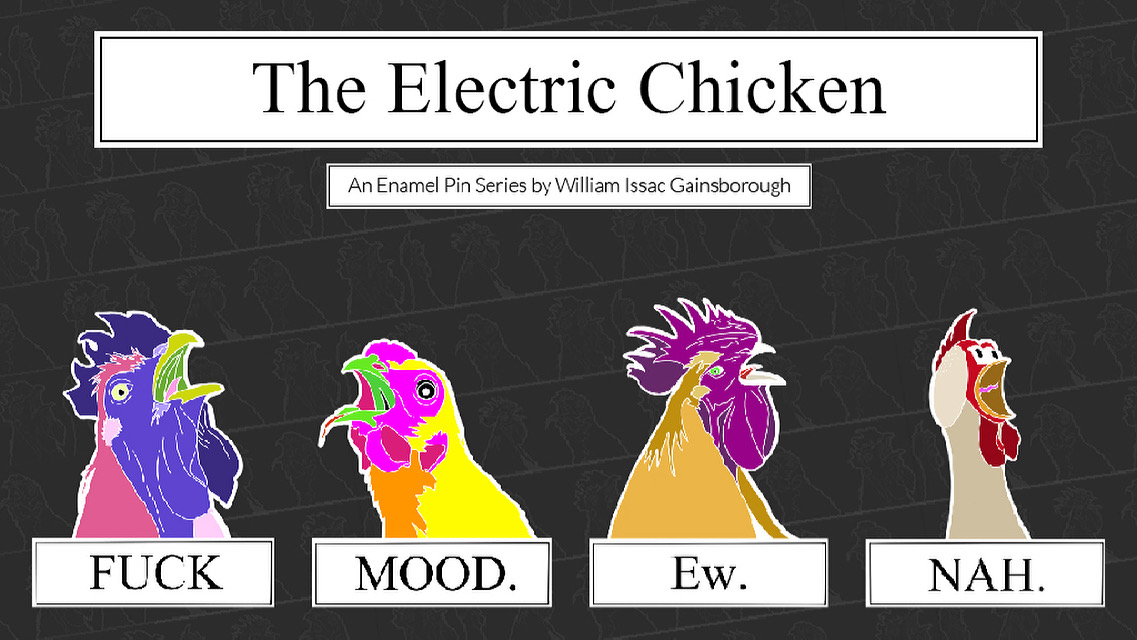 The Electric Chicken
An Enamel Pin Series by William Issac Gainsborough
FUCK
MOOD.
Ew.
NAH.